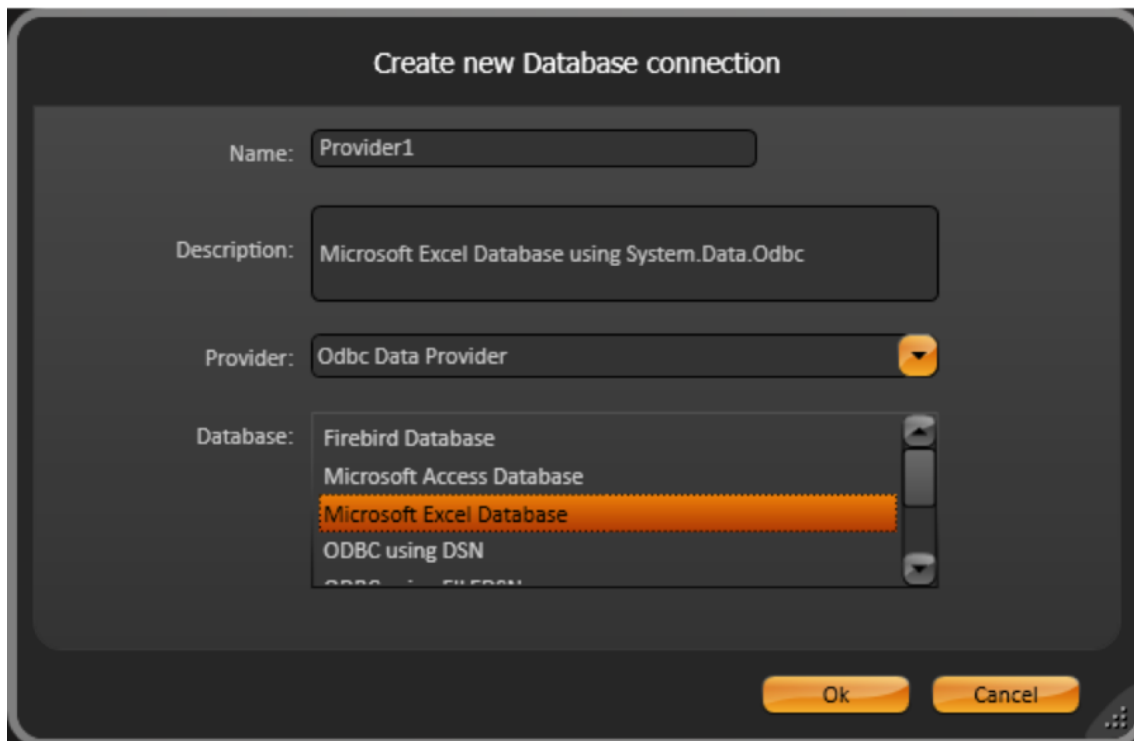 Create new Database connection
Name: Provider1
Description: Microsoft Excel Database using System.Data.Odbc
Provider: Odbc Data Provider
Database: Firebird Database
Microsoft Access Database
Microsoft Excel Database
ODBC using DSN
Ok Cancel